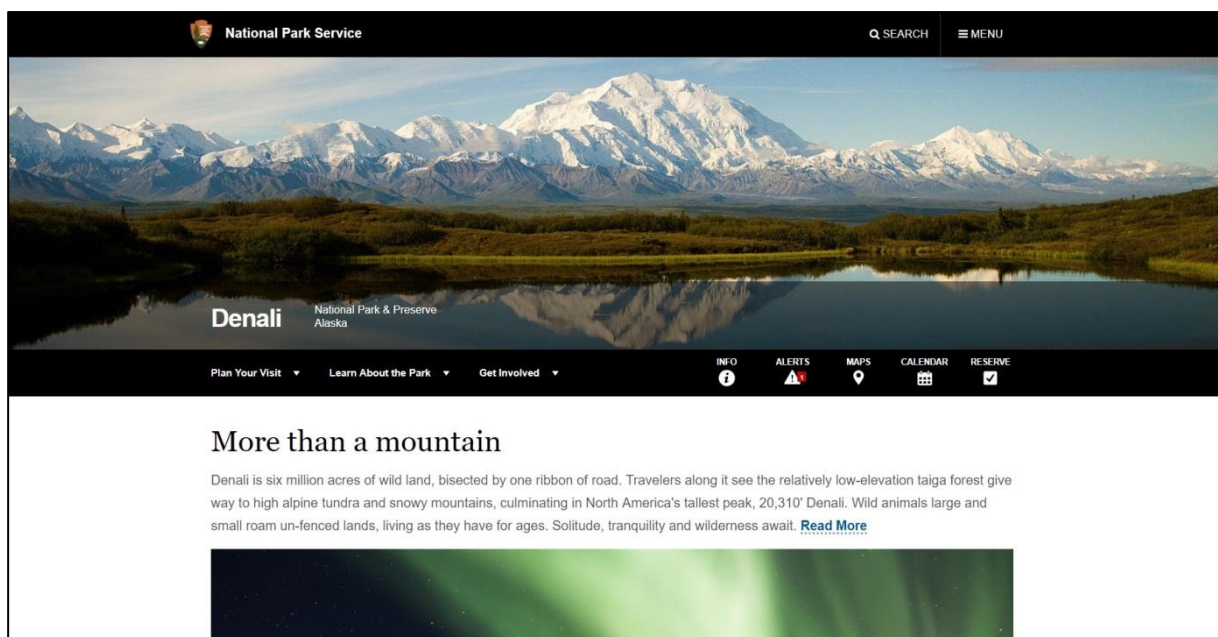 National Park Service
SEARCH
MENU
Denali
National Park & Preserve
Alaska
Plan Your Visit
Learn About the Park
Get Involved
INFO
ALERTS
1
MAPS
CALENDAR
RESERVE
More than a mountain
Denali is six million acres of wild land, bisected by one ribbon of road. Travelers along it see the relatively low-elevation taiga forest give
way to high alpine tundra and snowy mountains, culminating in North America's tallest peak, 20,310' Denali. Wild animals large and
small roam un-fenced lands, living as they have for ages. Solitude, tranquility and wilderness await. Read More